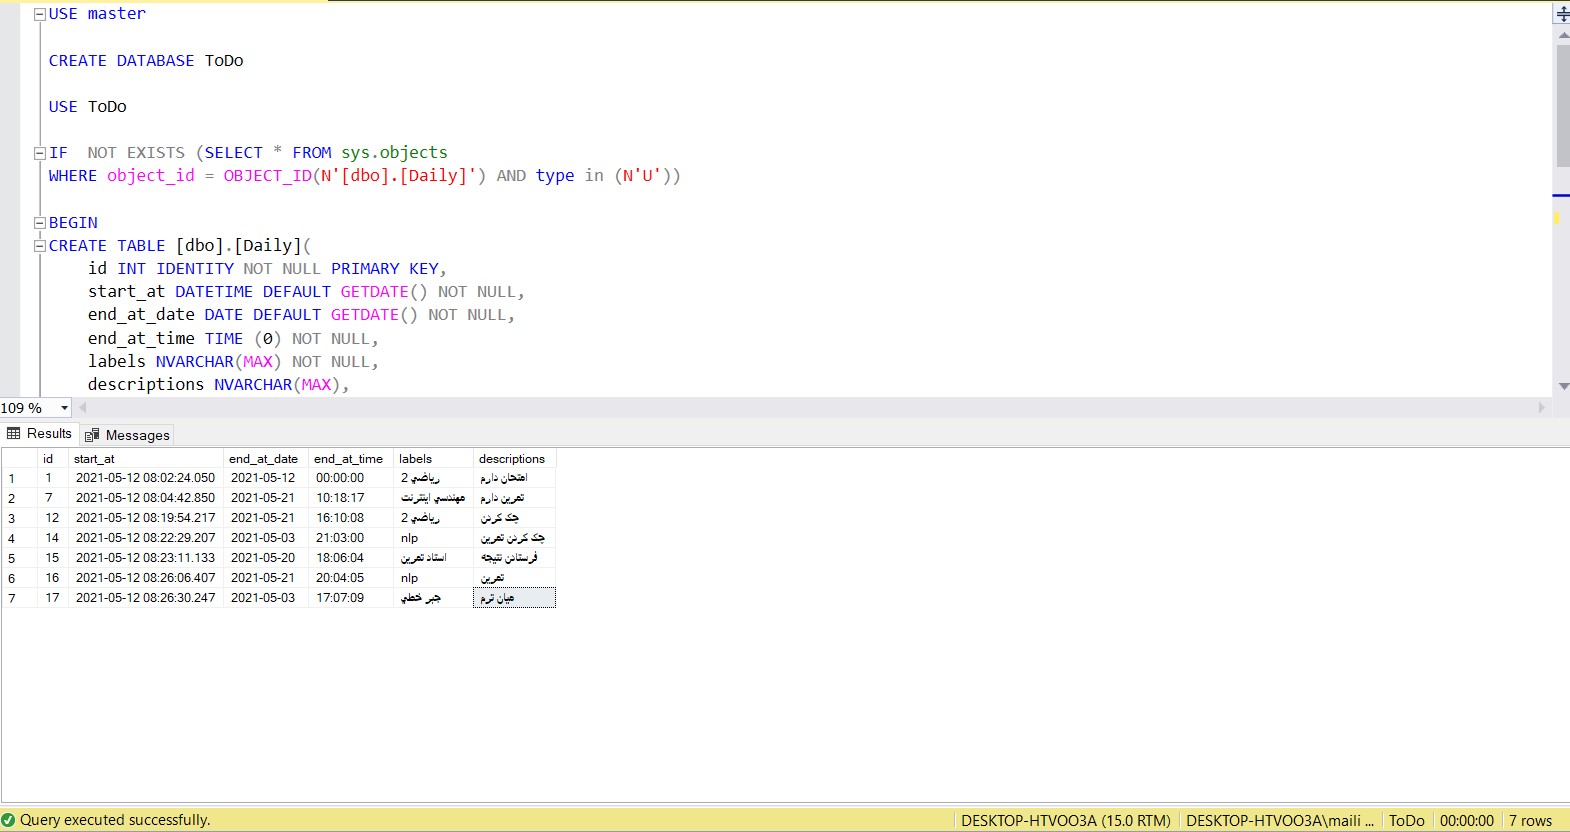 USE master
CREATE DATABASE ToDo
USE ToDo
IF  NOT EXISTS (SELECT * FROM sys.objects
WHERE object_id = OBJECT_ID(N'[dbo].[Daily]') AND type in (N'U'))
BEGIN
CREATE TABLE [dbo].[Daily](
id INT IDENTITY NOT NULL PRIMARY KEY,
start_at DATETIME DEFAULT GETDATE() NOT NULL,
end_at_date DATE DEFAULT GETDATE() NOT NULL,
end_at_time TIME (0) NOT NULL,
labels NVARCHAR(MAX) NOT NULL,
descriptions NVARCHAR(MAX),
109 %
Results Messages
id start_at end_at_date end_at_time labels descriptions
1 1 2021-05-12 08:02:24.050 2021-05-12 00:00:00 رياضي 2 امتحان دارم
2 7 2021-05-12 08:04:42.850 2021-05-21 10:18:17 مهندسي اينترنت تمرين دارم
3 12 2021-05-12 08:19:54.217 2021-05-21 16:10:08 رياضي 2 چک کردن
4 14 2021-05-12 08:22:29.207 2021-05-03 21:03:00 nlp چک کردن تمرين
5 15 2021-05-12 08:23:11.133 2021-05-20 18:06:04 استاد تمرين فرستادن نتيجه
6 16 2021-05-12 08:26:06.407 2021-05-21 20:04:05 nlp تمرين
7 17 2021-05-12 08:26:30.247 2021-05-03 17:07:09 جبر خطي ميان ترم
Query executed successfully. DESKTOP-HTVOO3A (15.0 RTM) DESKTOP-HTVOO3A\maili ... ToDo 00:00:00 7 rows